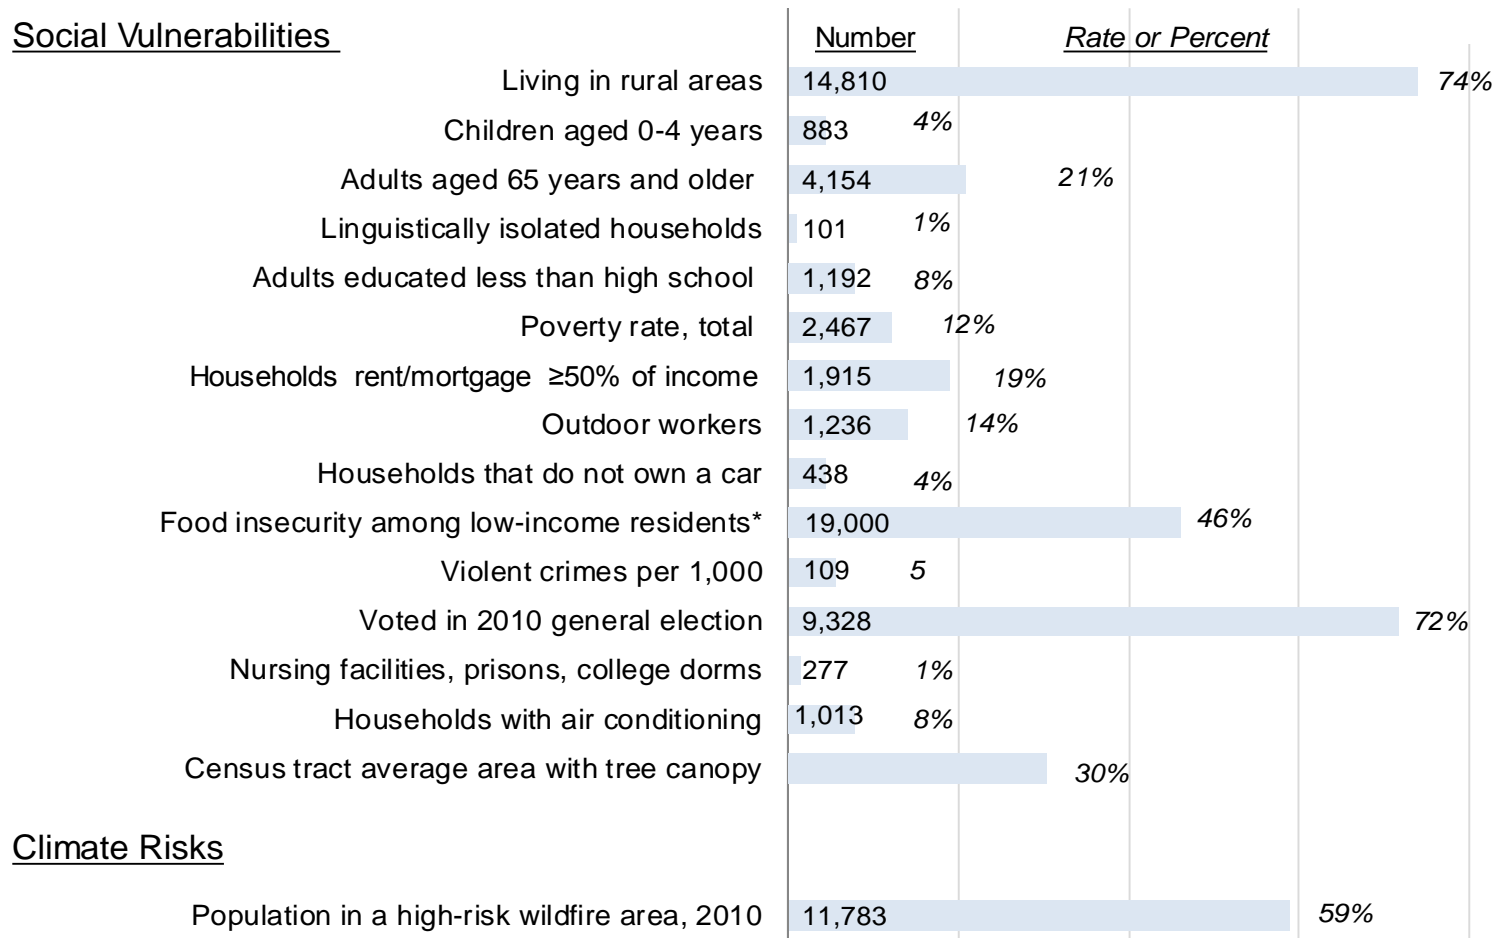 Social Vulnerabilities Number Rate or Percent
Living in rural areas 14,810 74%
Children aged 0-4 years 883 4%
Adults aged 65 years and older 4,154 21%
Linguistically isolated households 101 1%
Adults educated less than high school 1,192 8%
Poverty rate, total 2,467 12%
Households rent/mortgage ≥50% of income 1,915 19%
Outdoor workers 1,236 14%
Households that do not own a car 438 4%
Food insecurity among low-income residents* 19,000 46%
Violent crimes per 1,000 109 5
Voted in 2010 general election 9,328 72%
Nursing facilities, prisons, college dorms 277 1%
Households with air conditioning 1,013 8%
Census tract average area with tree canopy 30%
Climate Risks
Population in a high-risk wildfire area, 2010 11,783 59%